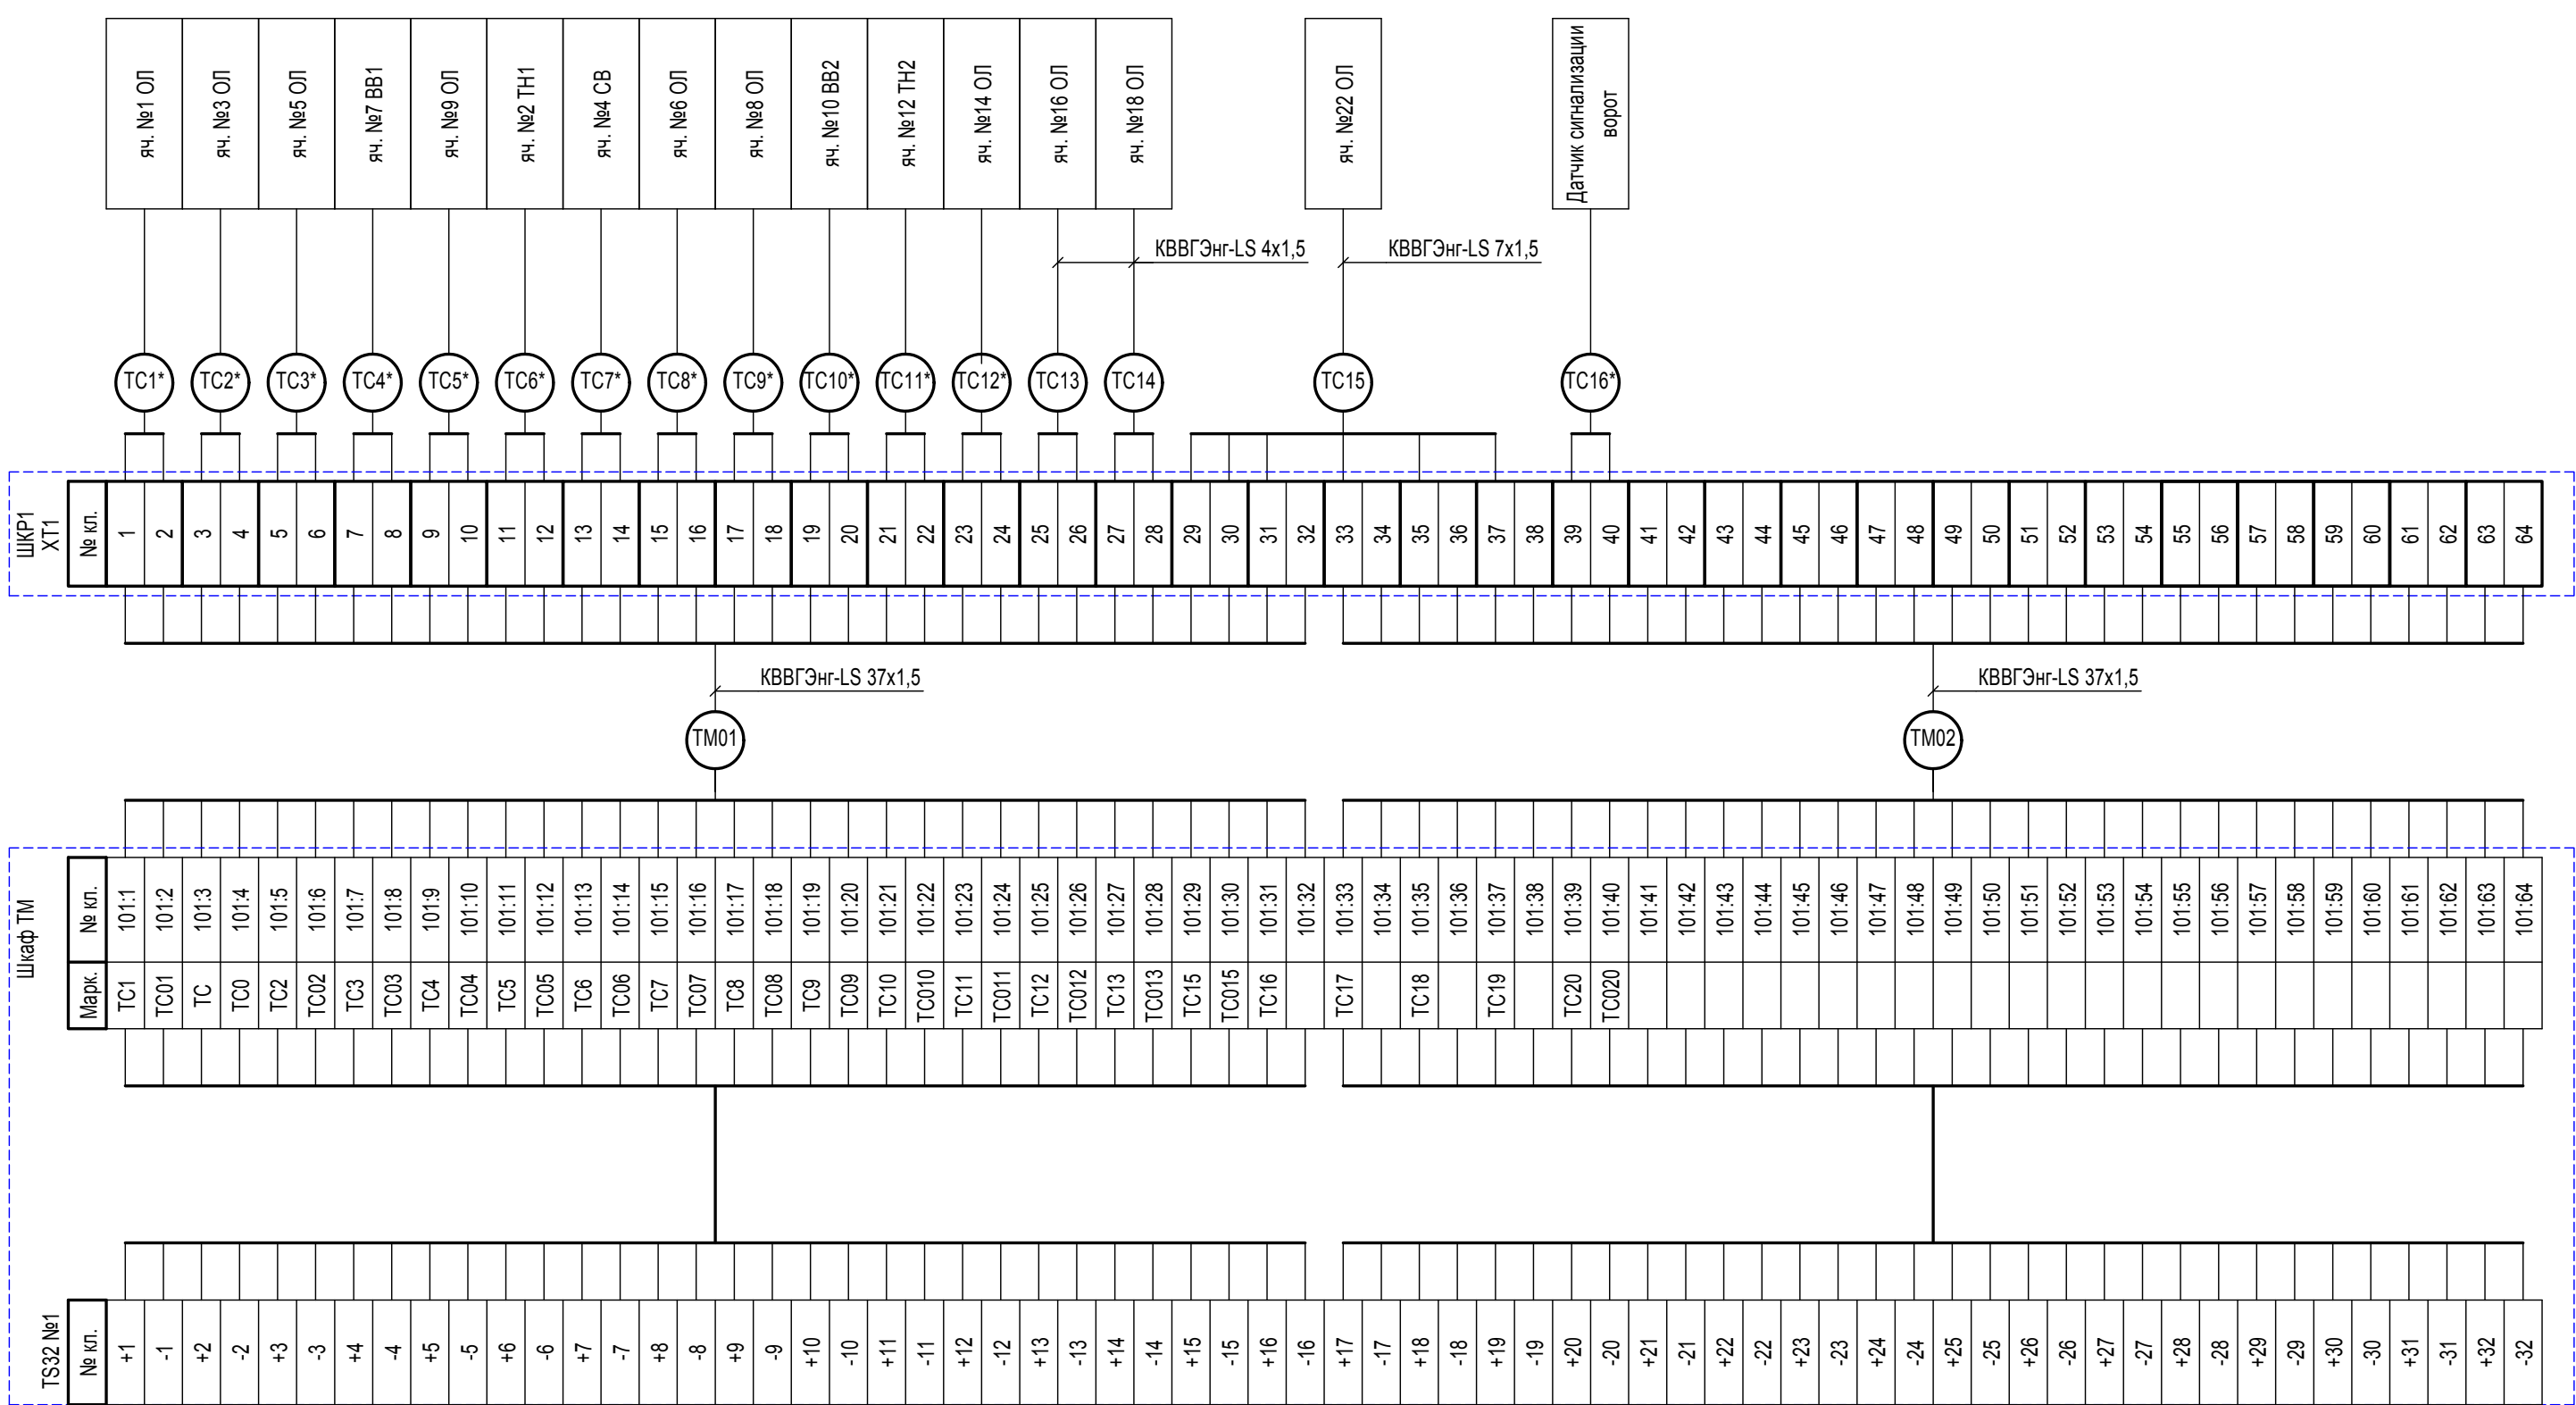 яч. №1 ОЛ
яч. №3 ОЛ
яч. №5 ОЛ
яч. №7 ВВ1
яч. №9 ОЛ
яч. №2 ТН1
яч. №4 СВ
яч. №6 ОЛ
яч. №8 ОЛ
яч. №10 ВВ2
яч. №12 ТН2
яч. №14 ОЛ
яч. №16 ОЛ
яч. №18 ОЛ
яч. №22 ОЛ
Датчик сигнализации
ворот
КВВГЭнг-LS 4х1,5
КВВГЭнг-LS 7х1,5
ТС1* ТС2* ТС3* ТС4* ТС5* ТС6* ТС7* ТС8* ТС9* ТС10* ТС11* ТС12* ТС13 ТС14 ТС15 ТС16*
ШКР1
ХТ1
№ кл. 1 2 3 4 5 6 7 8 9 10 11 12 13 14 15 16 17 18 19 20 21 22 23 24 25 26 27 28 29 30 31 32 33 34 35 36 37 38 39 40 41 42 43 44 45 46 47 48 49 50 51 52 53 54 55 56 57 58 59 60 61 62 63 64
КВВГЭнг-LS 37х1,5
КВВГЭнг-LS 37х1,5
ТМ01 ТМ02
Шкаф ТМ
№ кл. 101:1 101:2 101:3 101:4 101:5 101:6 101:7 101:8 101:9 101:10 101:11 101:12 101:13 101:14 101:15 101:16 101:17 101:18 101:19 101:20 101:21 101:22 101:23 101:24 101:25 101:26 101:27 101:28 101:29 101:30 101:31 101:32 101:33 101:34 101:35 101:36 101:37 101:38 101:39 101:40 101:41 101:42 101:43 101:44 101:45 101:46 101:47 101:48 101:49 101:50 101:51 101:52 101:53 101:54 101:55 101:56 101:57 101:58 101:59 101:60 101:61 101:62 101:63 101:64
Марк. ТС1 ТС01 ТС ТС0 ТС2 ТС02 ТС3 ТС03 ТС4 ТС04 ТС5 ТС05 ТС6 ТС06 ТС7 ТС07 ТС8 ТС08 ТС9 ТС09 ТС10 ТС010 ТС11 ТС011 ТС12 ТС012 ТС13 ТС013 ТС15 ТС015 ТС16 ТС17 ТС18 ТС19 ТС20 ТС020
TS32 №1
№ кл. +1 -1 +2 -2 +3 -3 +4 -4 +5 -5 +6 -6 +7 -7 +8 -8 +9 -9 +10 -10 +11 -11 +12 -12 +13 -13 +14 -14 +15 -15 +16 -16 +17 -17 +18 -18 +19 -19 +20 -20 +21 -21 +22 -22 +23 -23 +24 -24 +25 -25 +26 -26 +27 -27 +28 -28 +29 -29 +30 -30 +31 -31 +32 -32